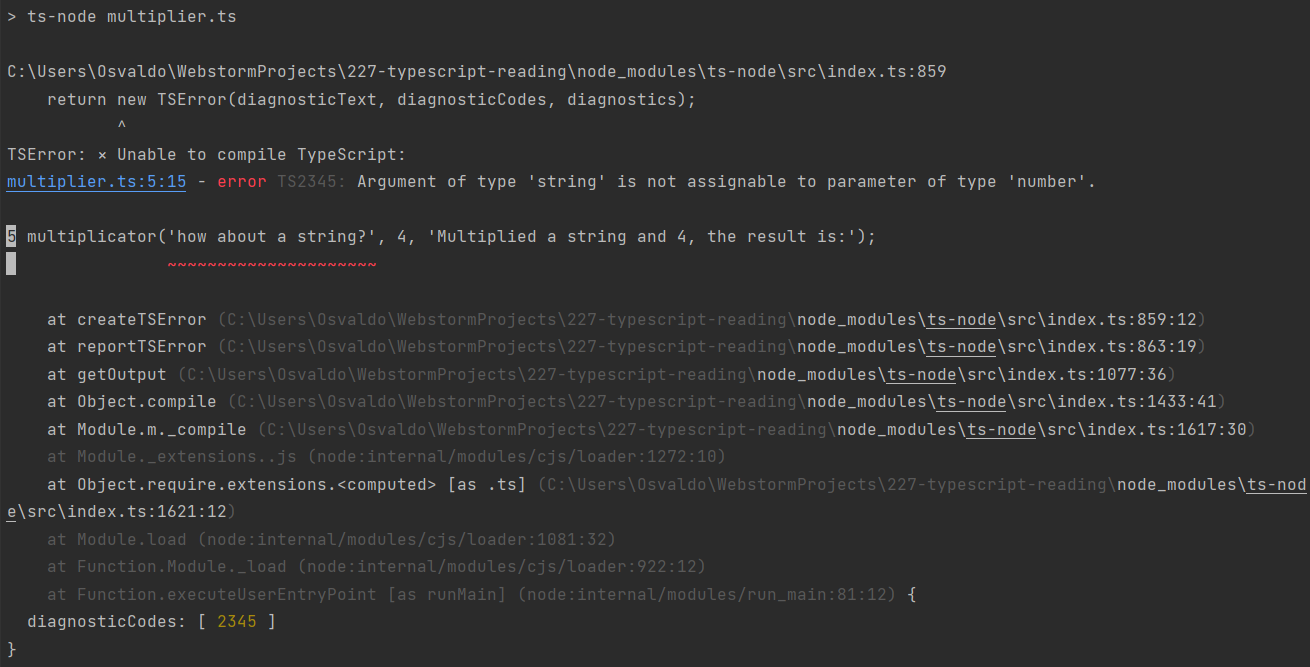 > ts-node multiplier.ts
C:\Users\Osvaldo\WebstormProjects\227-typescript-reading\node_modules\ts-node\src\index.ts:859
    return new TSError(diagnosticText, diagnosticCodes, diagnostics);
           ^
TSError: ⨯ Unable to compile TypeScript:
multiplier.ts:5:15 - error TS2345: Argument of type 'string' is not assignable to parameter of type 'number'.
5 multiplicator('how about a string?', 4, 'Multiplied a string and 4, the result is:');
                ~~~~~~~~~~~~~~~~~~~~~
    at createTSError (C:\Users\Osvaldo\WebstormProjects\227-typescript-reading\node_modules\ts-node\src\index.ts:859:12)
    at reportTSError (C:\Users\Osvaldo\WebstormProjects\227-typescript-reading\node_modules\ts-node\src\index.ts:863:19)
    at getOutput (C:\Users\Osvaldo\WebstormProjects\227-typescript-reading\node_modules\ts-node\src\index.ts:1077:36)
    at Object.compile (C:\Users\Osvaldo\WebstormProjects\227-typescript-reading\node_modules\ts-node\src\index.ts:1433:41)
    at Module.m._compile (C:\Users\Osvaldo\WebstormProjects\227-typescript-reading\node_modules\ts-node\src\index.ts:1617:30)
    at Module._extensions..js (node:internal/modules/cjs/loader:1272:10)
    at Object.require.extensions.<computed> [as .ts] (C:\Users\Osvaldo\WebstormProjects\227-typescript-reading\node_modules\ts-nod
e\src\index.ts:1621:12)
    at Module.load (node:internal/modules/cjs/loader:1081:32)
    at Function.Module._load (node:internal/modules/cjs/loader:922:12)
    at Function.executeUserEntryPoint [as runMain] (node:internal/modules/run_main:81:12) {
  diagnosticCodes: [ 2345 ]
}